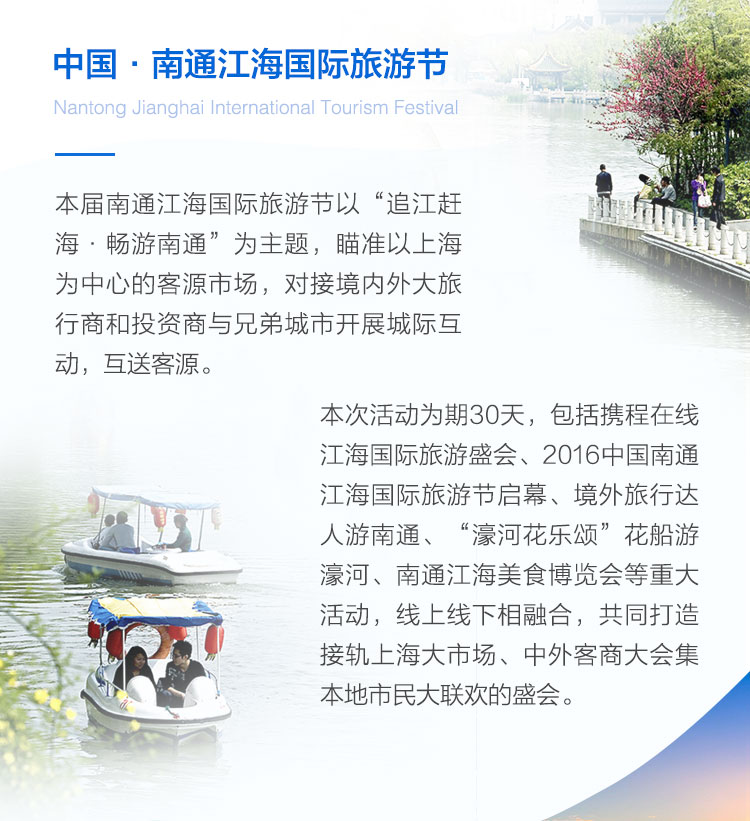 中国·南通江海国际旅游节
Nantong Jianghai International Tourism Festival
本届南通江海国际旅游节以“追江赶
海·畅游南通”为主题，瞄准以上海
为中心的客源市场，对接境内外大旅
行商和投资商与兄弟城市开展城际互
动，互送客源。
本次活动为期30天，包括携程在线
江海国际旅游盛会、2016中国南通
江海国际旅游节启幕、境外旅行达
人游南通、“濠河花乐颂”花船游
濠河、南通江海美食博览会等重大
活动，线上线下相融合，共同打造
接轨上海大市场、中外客商大会集
本地市民大联欢的盛会。